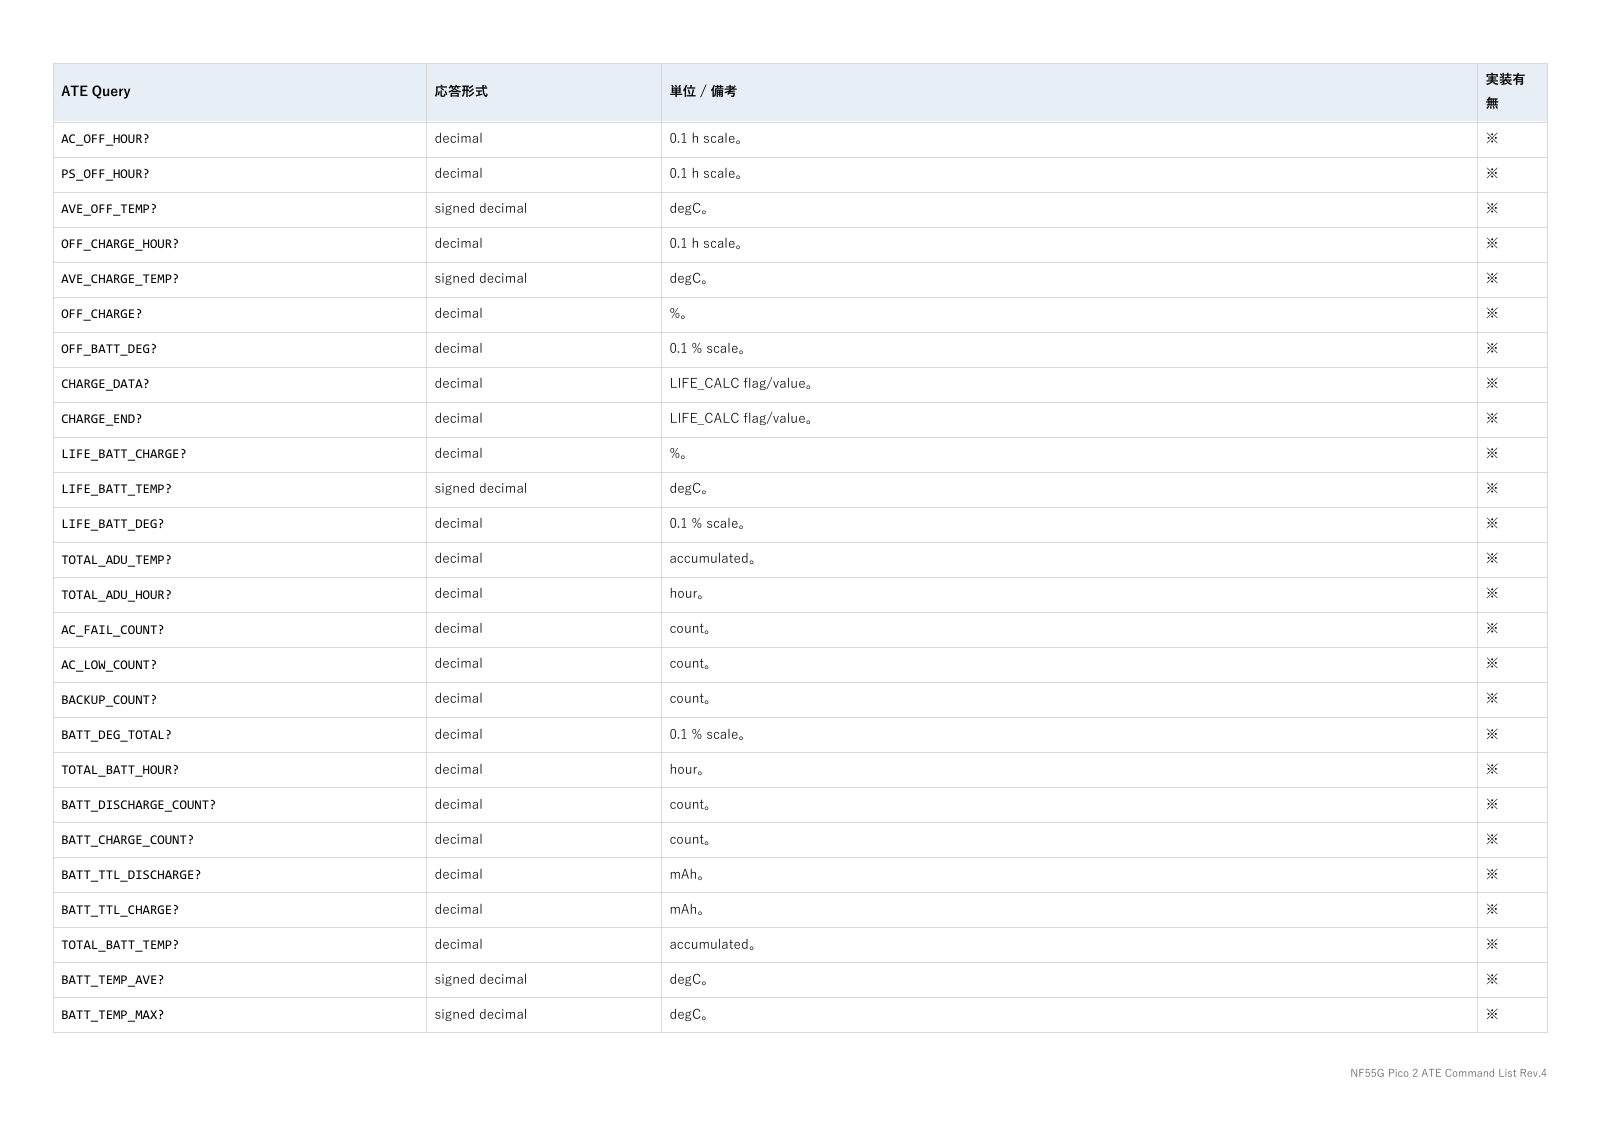 ATE Query 応答形式 単位 / 備考 実装有
無
AC_OFF_HOUR? decimal 0.1 h scale。 ※
PS_OFF_HOUR? decimal 0.1 h scale。 ※
AVE_OFF_TEMP? signed decimal degC。 ※
OFF_CHARGE_HOUR? decimal 0.1 h scale。 ※
AVE_CHARGE_TEMP? signed decimal degC。 ※
OFF_CHARGE? decimal %。 ※
OFF_BATT_DEG? decimal 0.1 % scale。 ※
CHARGE_DATA? decimal LIFE_CALC flag/value。 ※
CHARGE_END? decimal LIFE_CALC flag/value。 ※
LIFE_BATT_CHARGE? decimal %。 ※
LIFE_BATT_TEMP? signed decimal degC。 ※
LIFE_BATT_DEG? decimal 0.1 % scale。 ※
TOTAL_ADU_TEMP? decimal accumulated。 ※
TOTAL_ADU_HOUR? decimal hour。 ※
AC_FAIL_COUNT? decimal count。 ※
AC_LOW_COUNT? decimal count。 ※
BACKUP_COUNT? decimal count。 ※
BATT_DEG_TOTAL? decimal 0.1 % scale。 ※
TOTAL_BATT_HOUR? decimal hour。 ※
BATT_DISCHARGE_COUNT? decimal count。 ※
BATT_CHARGE_COUNT? decimal count。 ※
BATT_TTL_DISCHARGE? decimal mAh。 ※
BATT_TTL_CHARGE? decimal mAh。 ※
TOTAL_BATT_TEMP? decimal accumulated。 ※
BATT_TEMP_AVE? signed decimal degC。 ※
BATT_TEMP_MAX? signed decimal degC。 ※
NF55G Pico 2 ATE Command List Rev.4